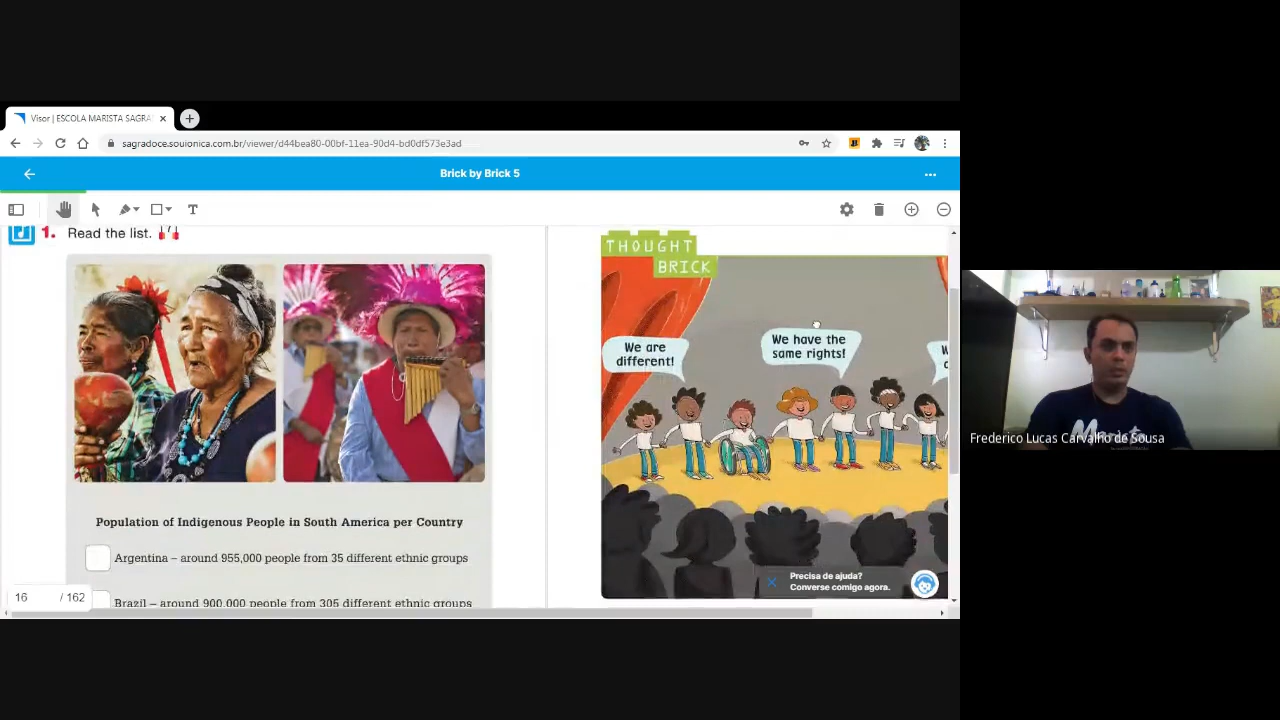 Visor | ESCOLA MARISTA SAGRA
sagradoce.souionica.com.br/viewer/d44bea80-00bf-11ea-90d4-bd0df573e3ad
Brick by Brick 5
T
1. Read the list.
THOUGHT
BRICK
We are
different!
We have the
same rights!
Population of Indigenous People in South America per Country
Argentina – around 955,000 people from 35 different ethnic groups
Brazil – around 900,000 people from 305 different ethnic groups
16 / 162
Precisa de ajuda?
Converse comigo agora.
Frederico Lucas Carvalho de Sousa